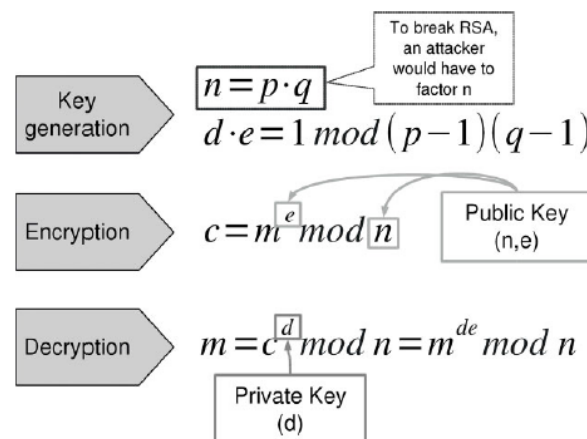 To break RSA,
an attacker
would have to
factor n
Key
generation
n=p·q
d·e=1 mod(p−1)(q−1)
Encryption
c=m^e mod n
Public Key
(n,e)
Decryption
m=c^d mod n=m^de mod n
Private Key
(d)